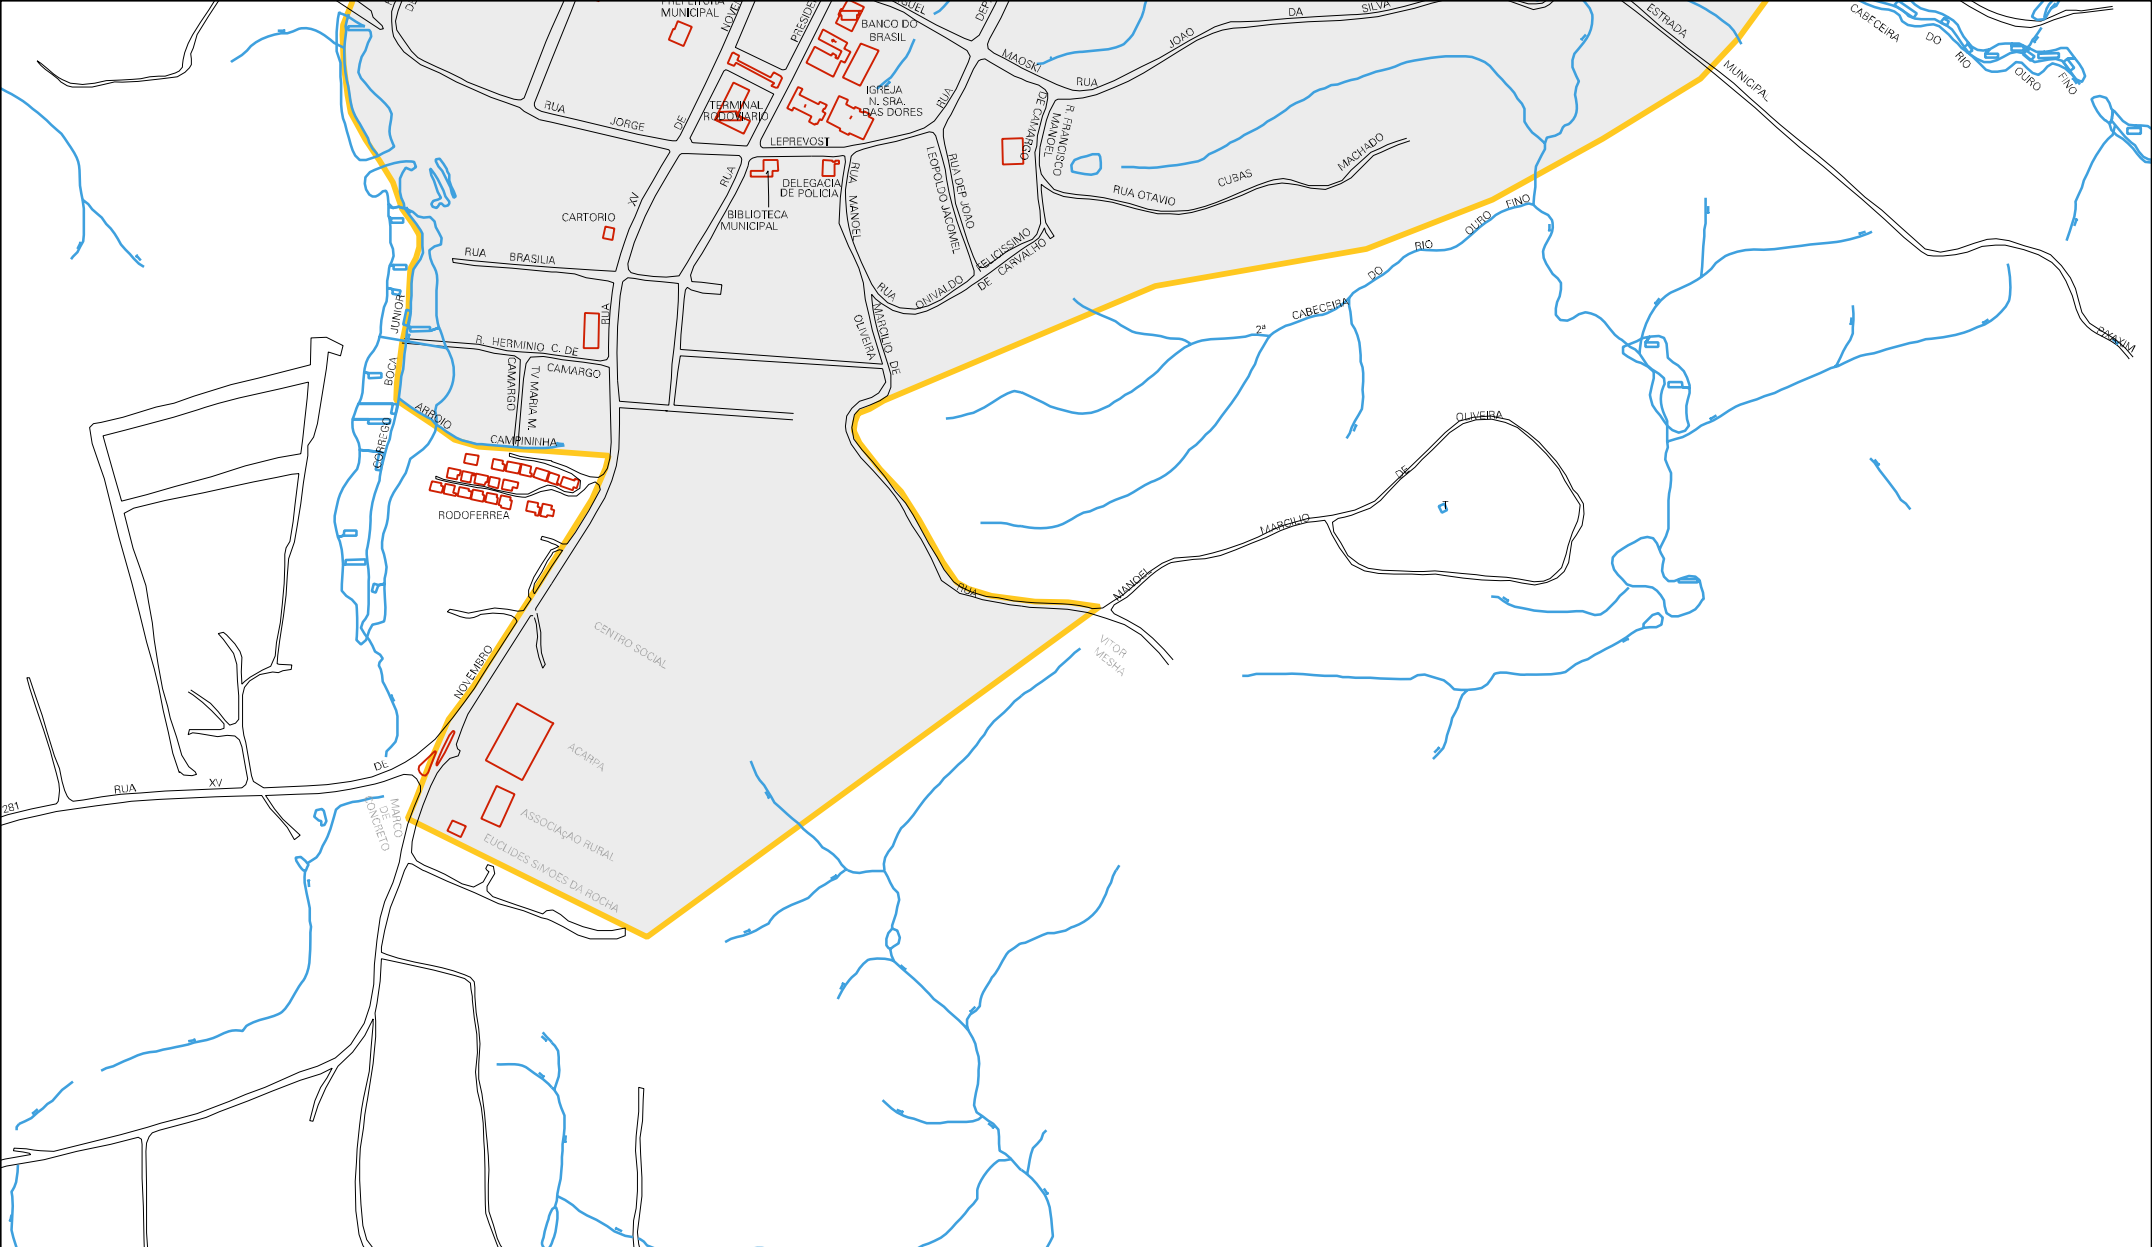 PREFEITURA
MUNICIPAL
BANCO DO
BRASIL
DA
SILVA
JOAO
RUA
MAOSKI
ESTRADA
MUNICIPAL
CABECEIRA
DO
RIO
OURO
FINO
RUA
JORGE
DE
TERMINAL
RODOVIARIO
IGREJA
N. SRA.
DAS DORES
RUA
LEPREVOST
DE CAMARGO
R. FRANCISCO
MANOEL
MACHADO
CUBAS
RUA OTAVIO
DELEGACIA
DE POLICIA
BIBLIOTECA
MUNICIPAL
RUA
MANOEL
LEOPOLDO JACOMEL
RUA DEP JOAO
RUA
XV
CARTORIO
RUA
BRASILIA
FELICISSIMO
DE CARVALHO
ONIVALDO
RUA
FINO
OURO
RIO
DO
CABECEIRA
2ª
JUNIOR
RUA
MARCILIO DE
OLIVEIRA
R. HERMINIO C. DE
CAMARGO
CAMARGO
TV MARIA M.
BOCA
PAVAXIM
ARROIO
CAMPININHA
CORREGO
RODOFERREA
OLIVEIRA
DE
MARCILIO
T
MANOEL
RUA
VITOR
MESHA
CENTRO SOCIAL
NOVEMBRO
ACARPA
DE
XV
RUA
281
MARCO
DE
CONCRETO
ASSOCIAçAO RURAL
EUCLIDES SIMOES DA ROCHA